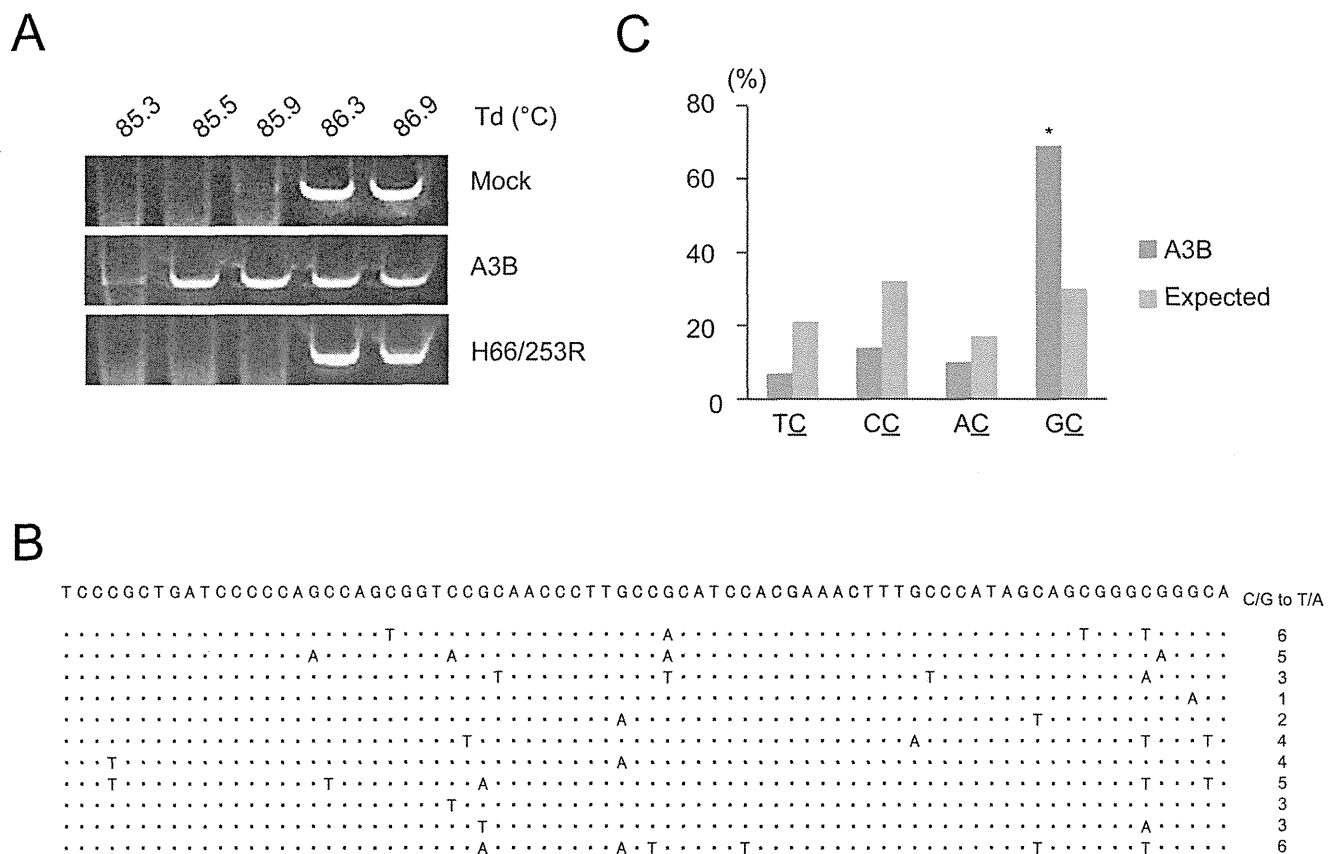 A
85.3 85.5 85.9 86.3 86.9 Td (°C)
Mock
A3B
H66/253R
C
(%)
80
60
40
20
0
*
TC CC AC GC
A3B
Expected
B
TCCCGCTGATCCCCCAGCCAGCGGTCCGCAACCCTTGCCGCATCCACGAAACTTTGCCCATAGCAGCGGGCGGGCA C/G to T/A
.....................T.................A..........................T...T..... 6
................A........A.............A...............................A.... 5
............................T..........T................T.............A..... 3
.........................................................................A.. 1
....................................A..........................T............ 2
..........................T............................A..............T...T. 4
...T................................A....................................... 4
...T.............T.........A..........................................T...T. 5
.........................T.................................................. 3
...........................T..........................................A..... 3
...........................A........A.T.....T..................T......T..... 6